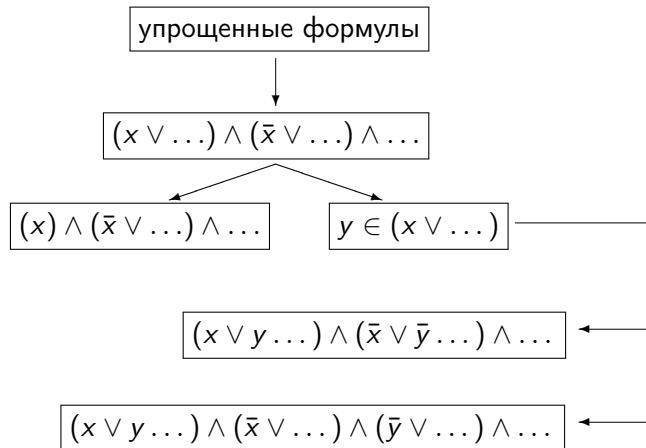 упрощенные формулы
(x ∨ …) ∧ (x̄ ∨ …) ∧ …
(x) ∧ (x̄ ∨ …) ∧ …
y ∈ (x ∨ …)
(x ∨ y …) ∧ (x̄ ∨ ȳ …) ∧ …
(x ∨ y …) ∧ (x̄ ∨ …) ∧ (ȳ ∨ …) ∧ …